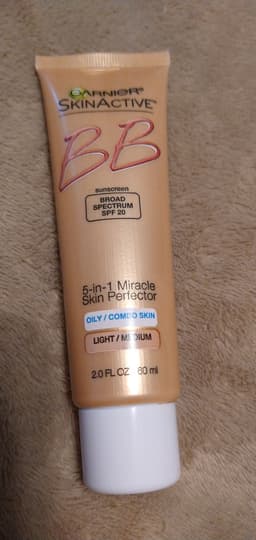 GARNIER
SKINACTIVE
BB
sunscreen
BROAD
SPECTRUM
SPF 20
5-in-1 Miracle
Skin Perfector
OILY / COMBO SKIN
LIGHT / MEDIUM
2.0 FL OZ 60 ml